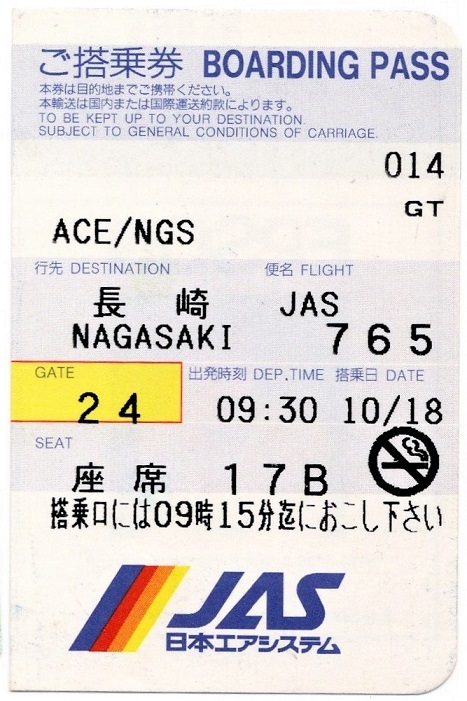 ご搭乗券 BOARDING PASS
本券は目的地までご携帯ください。
本輸送は国内または国際運送約款によります。
TO BE KEPT UP TO YOUR DESTINATION.
SUBJECT TO GENERAL CONDITIONS OF CARRIAGE.
014
GT
ACE/NGS
行先 DESTINATION 便名 FLIGHT
長崎 JAS
NAGASAKI 765
GATE 出発時刻 DEP.TIME 搭乗日 DATE
24 09:30 10/18
SEAT
座席 17B
搭乗口には09時15分迄におこし下さい
JAS
日本エアシステム